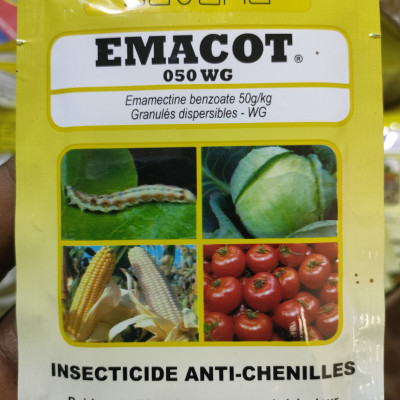 EMACOT®
050 WG
Emamectine benzoate 50g/kg
Granulés dispersibles - WG
INSECTICIDE ANTI-CHENILLES